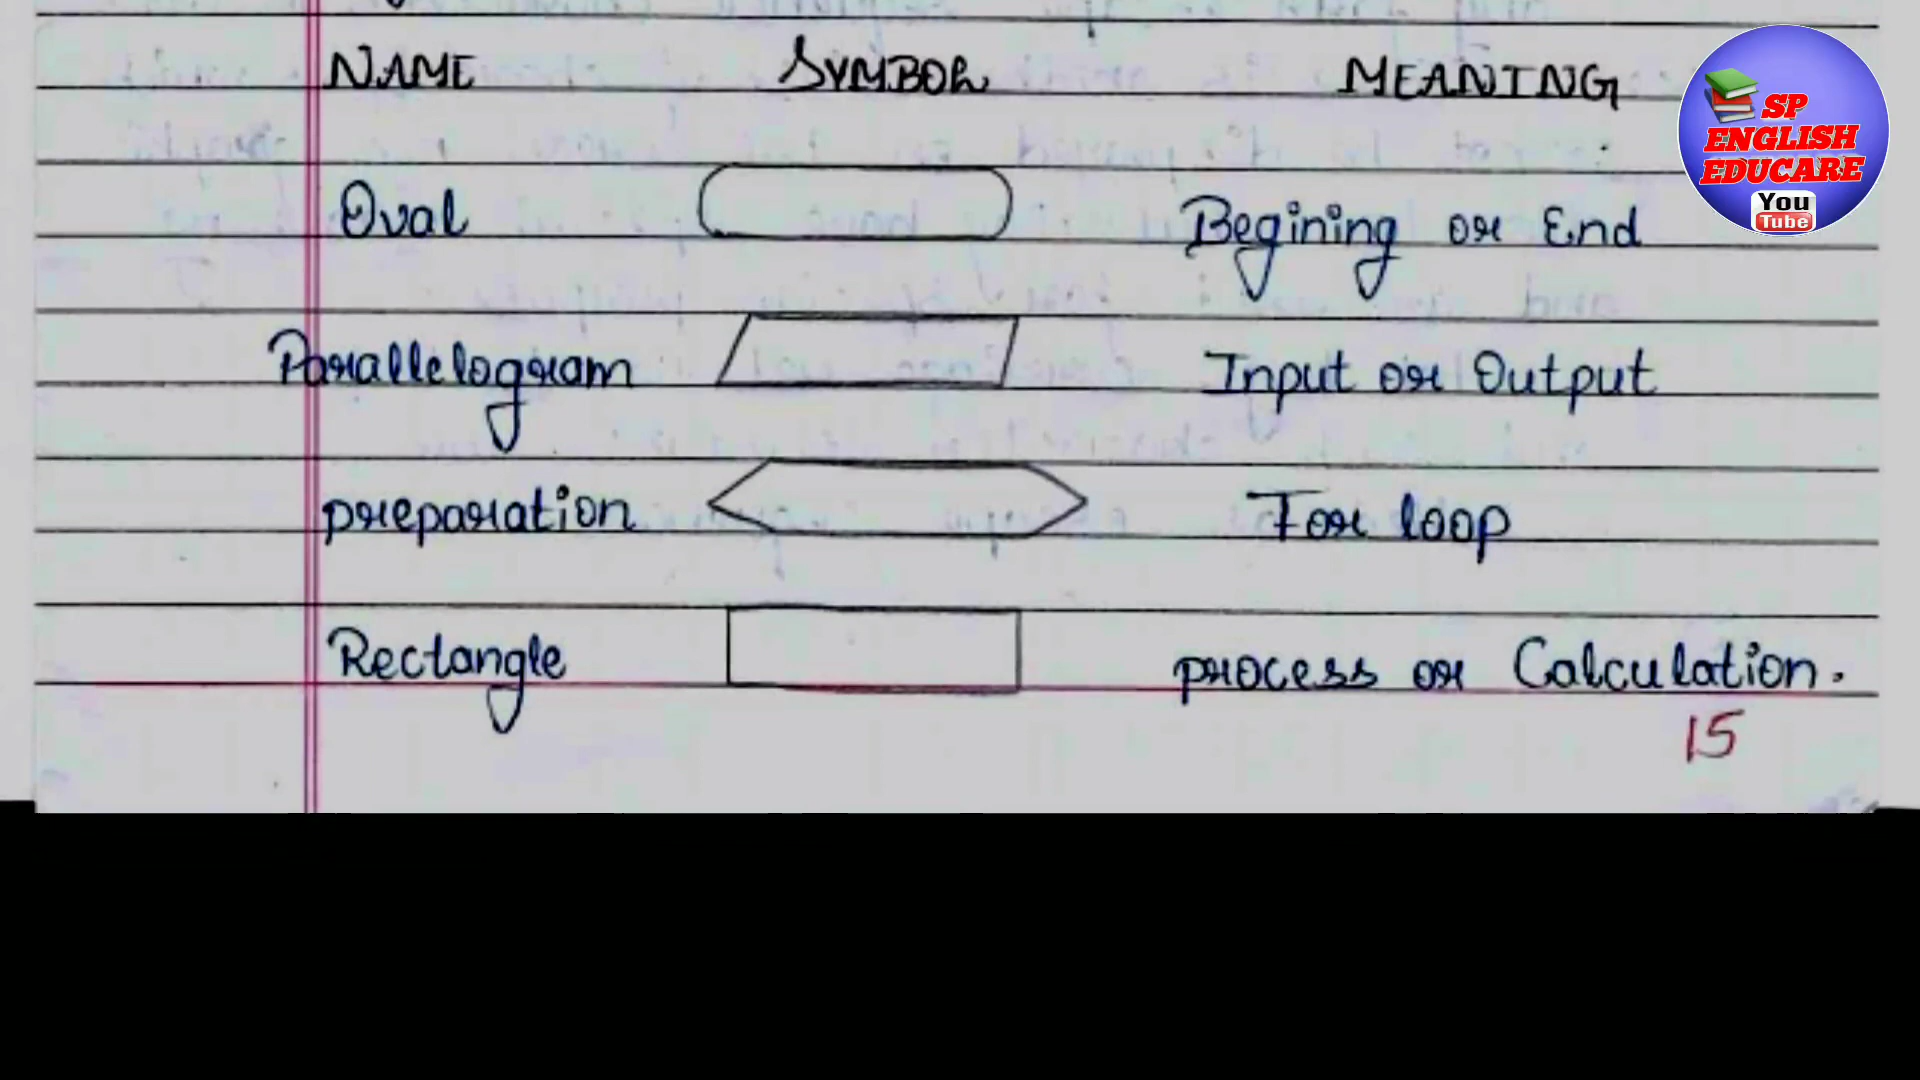 NAME SYMBOL MEANING
Oval Begining or End
Parallelogram Input or Output
preparation For loop
Rectangle process or Calculation.
15
SP
ENGLISH
EDUCARE
You
Tube